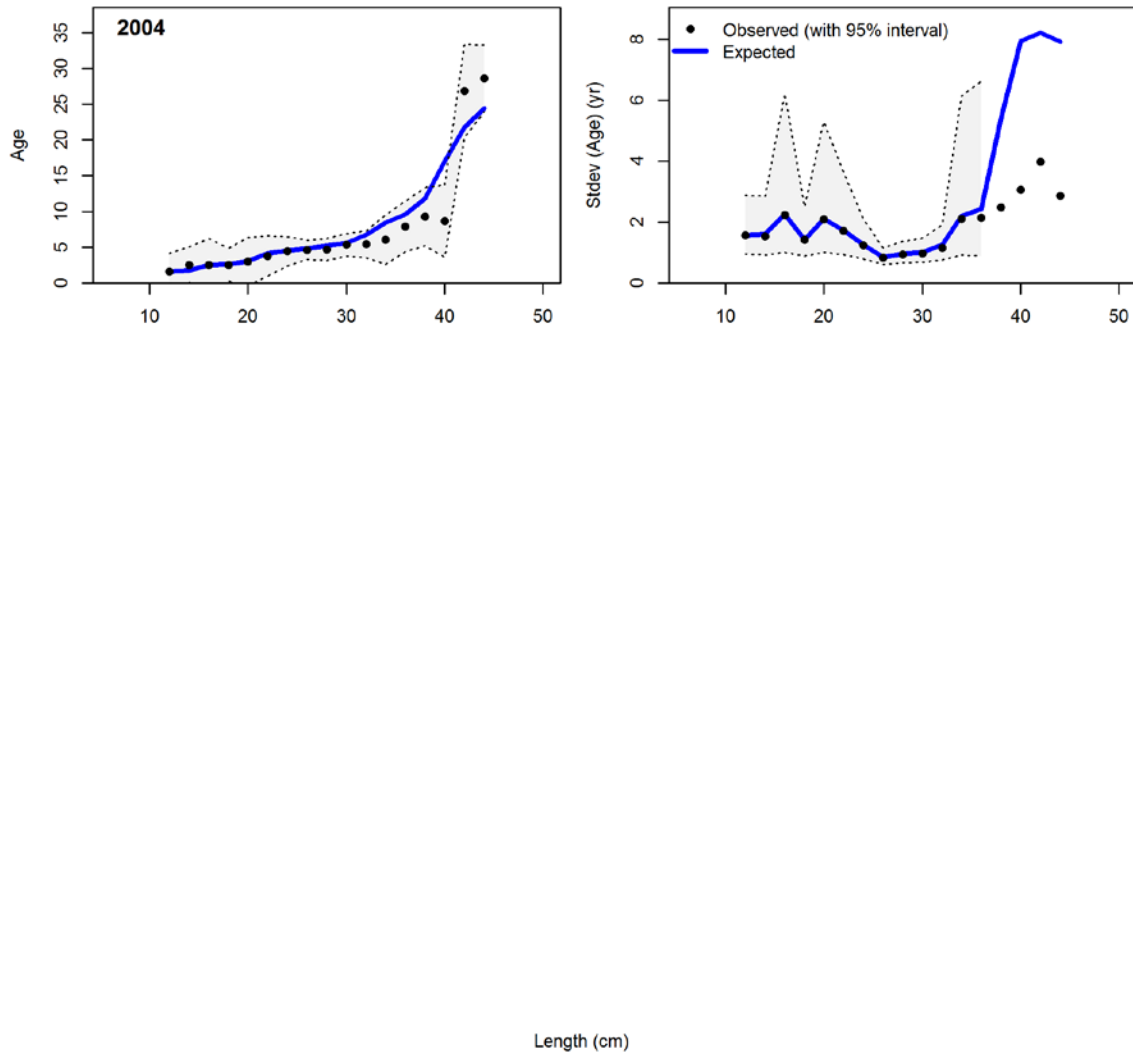 2004
Age
0 5 10 15 20 25 30 35
10 20 30 40 50
Observed (with 95% interval)
Expected
Stdev (Age) (yr)
0 2 4 6 8
10 20 30 40 50
Length (cm)